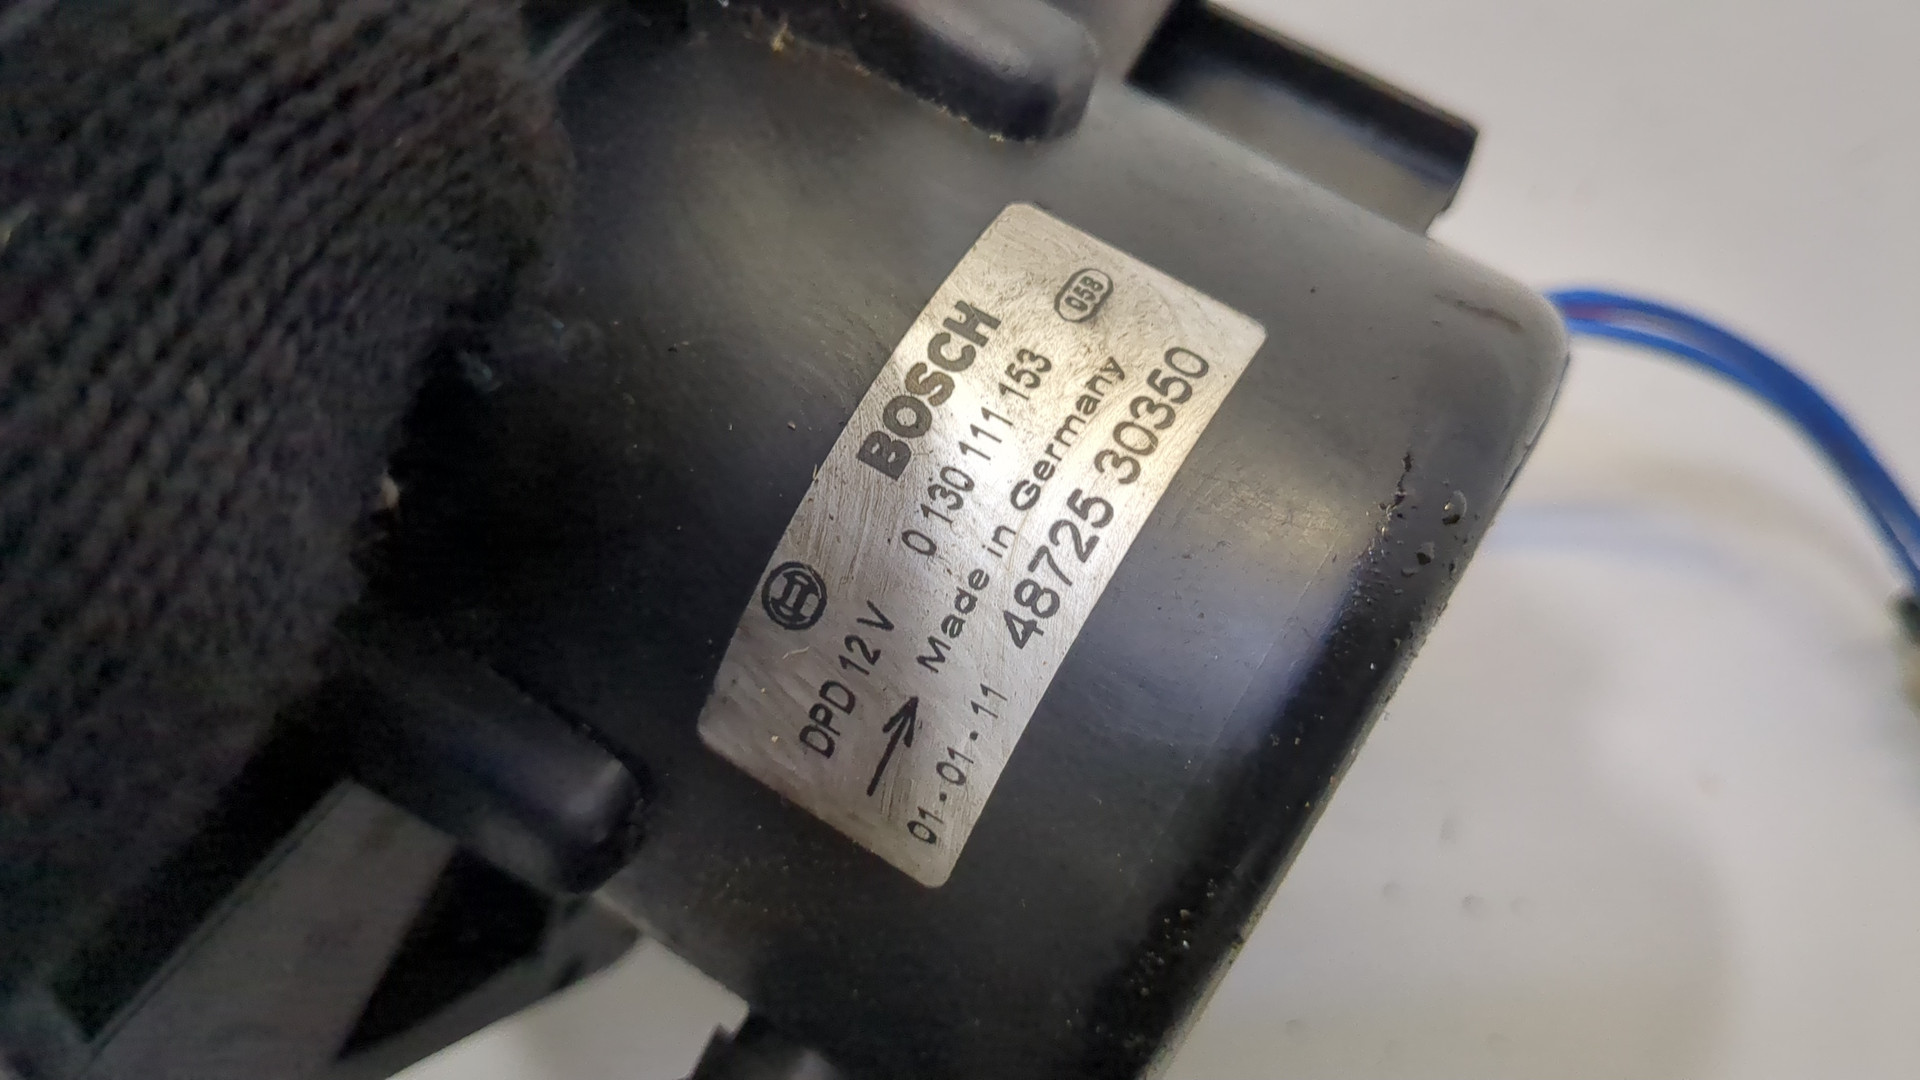 BOSCH 058
DPD 12 V 0 130 111 153
Made in Germany
01-01-11 48725 30350